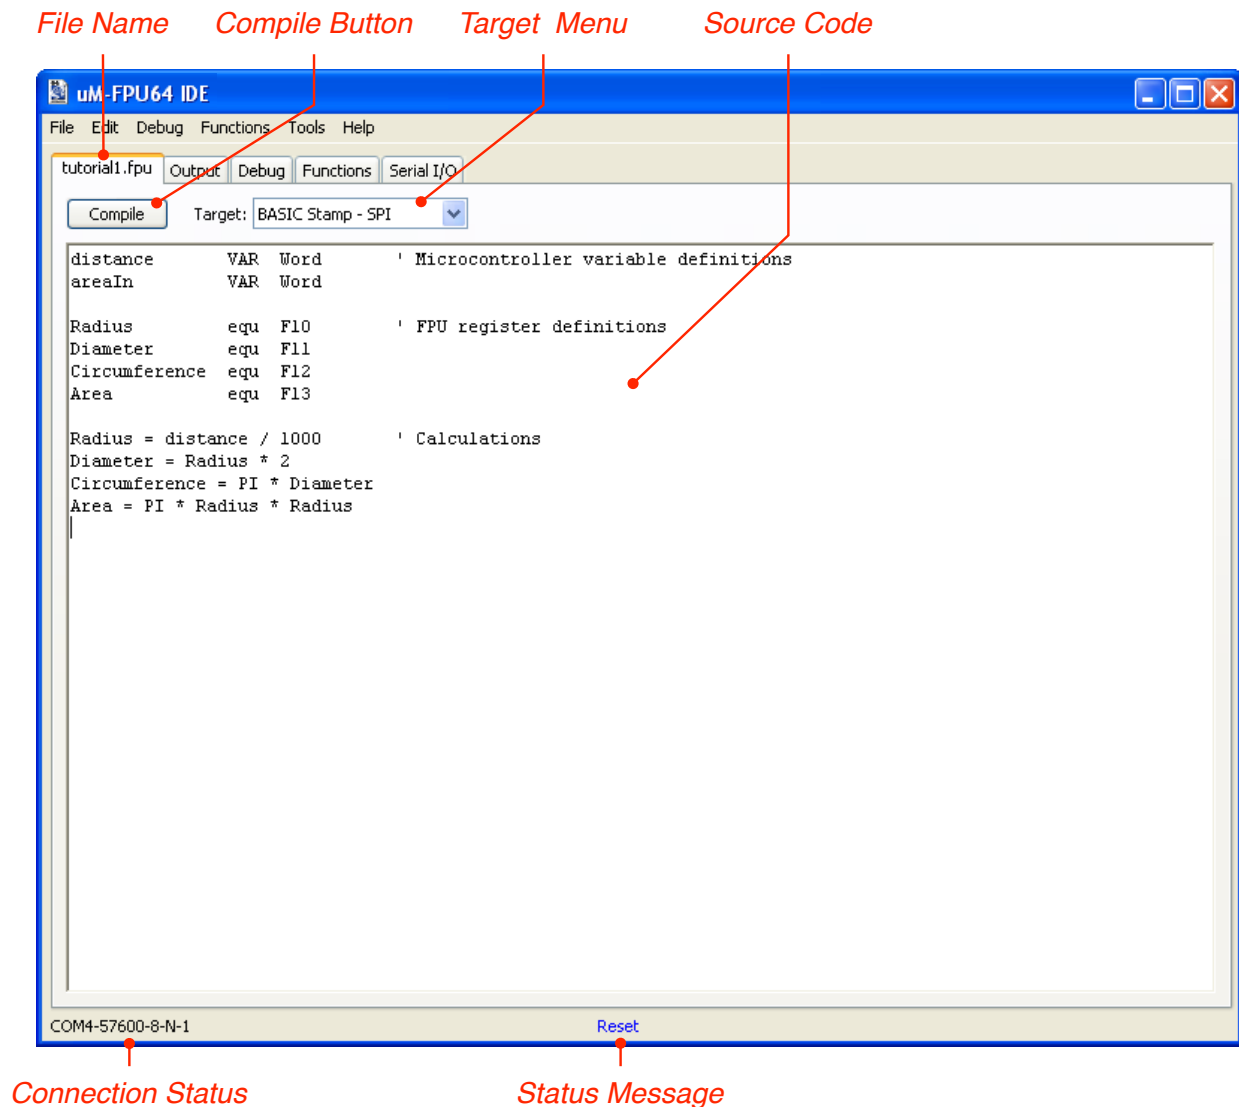 File Name Compile Button Target Menu Source Code
uM-FPU64 IDE
File Edit Debug Functions Tools Help
tutorial1.fpu Output Debug Functions Serial I/O
Compile Target: BASIC Stamp - SPI
distance VAR Word ' Microcontroller variable definitions
areaIn VAR Word
Radius equ F10 ' FPU register definitions
Diameter equ F11
Circumference equ F12
Area equ F13
Radius = distance / 1000 ' Calculations
Diameter = Radius * 2
Circumference = PI * Diameter
Area = PI * Radius * Radius
COM4-57600-8-N-1 Reset
Connection Status Status Message